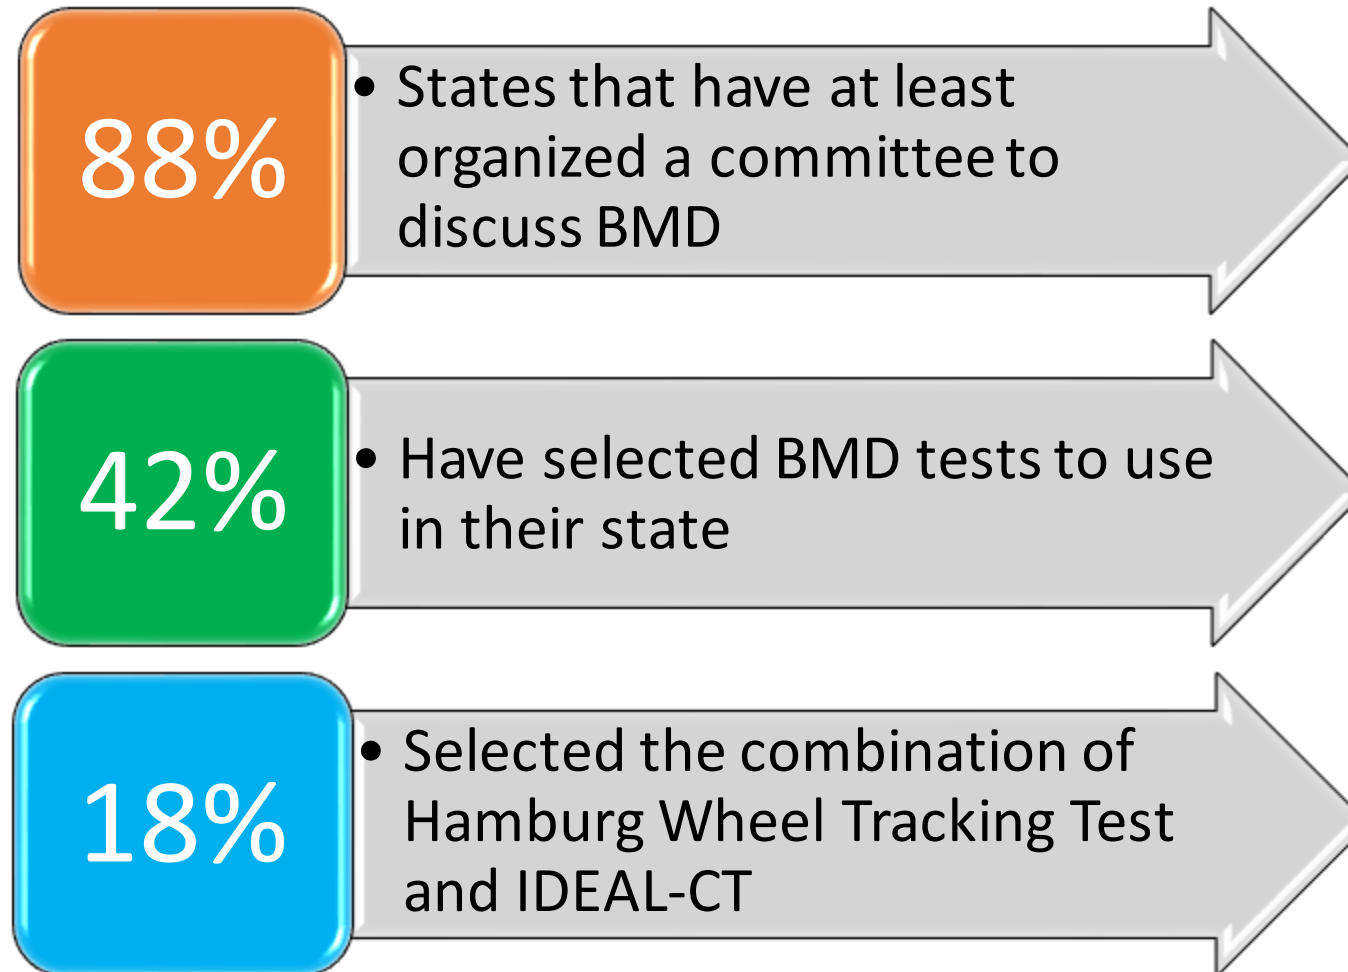 88%
• States that have at least
organized a committee to
discuss BMD
42%
• Have selected BMD tests to use
in their state
18%
• Selected the combination of
Hamburg Wheel Tracking Test
and IDEAL-CT